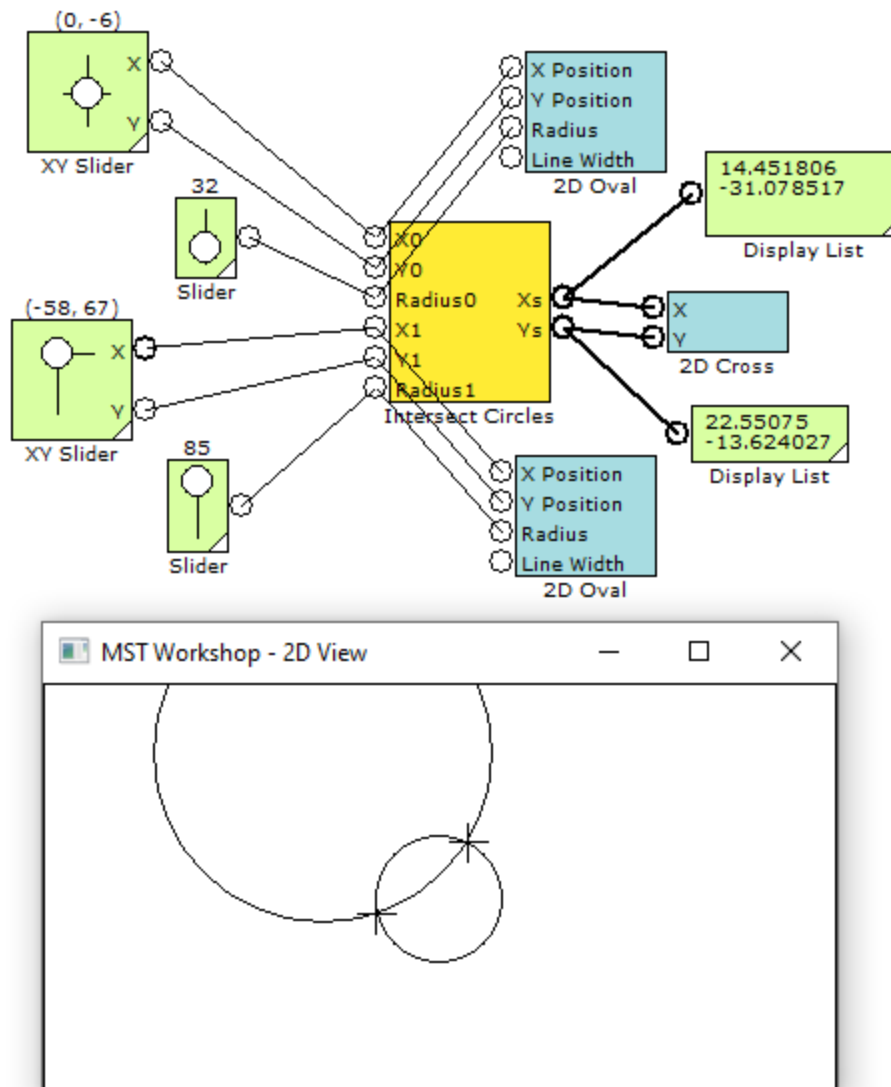 (0, -6)
X
Y
XY Slider
32
Slider
(-58, 67)
X
Y
XY Slider
85
Slider
X0
Y0
Radius0
X1
Y1
Radius1
Xs
Ys
Intersect Circles
X Position
Y Position
Radius
Line Width
2D Oval
14.451806
-31.078517
Display List
X
Y
2D Cross
22.55075
-13.624027
Display List
X Position
Y Position
Radius
Line Width
2D Oval
MST Workshop - 2D View